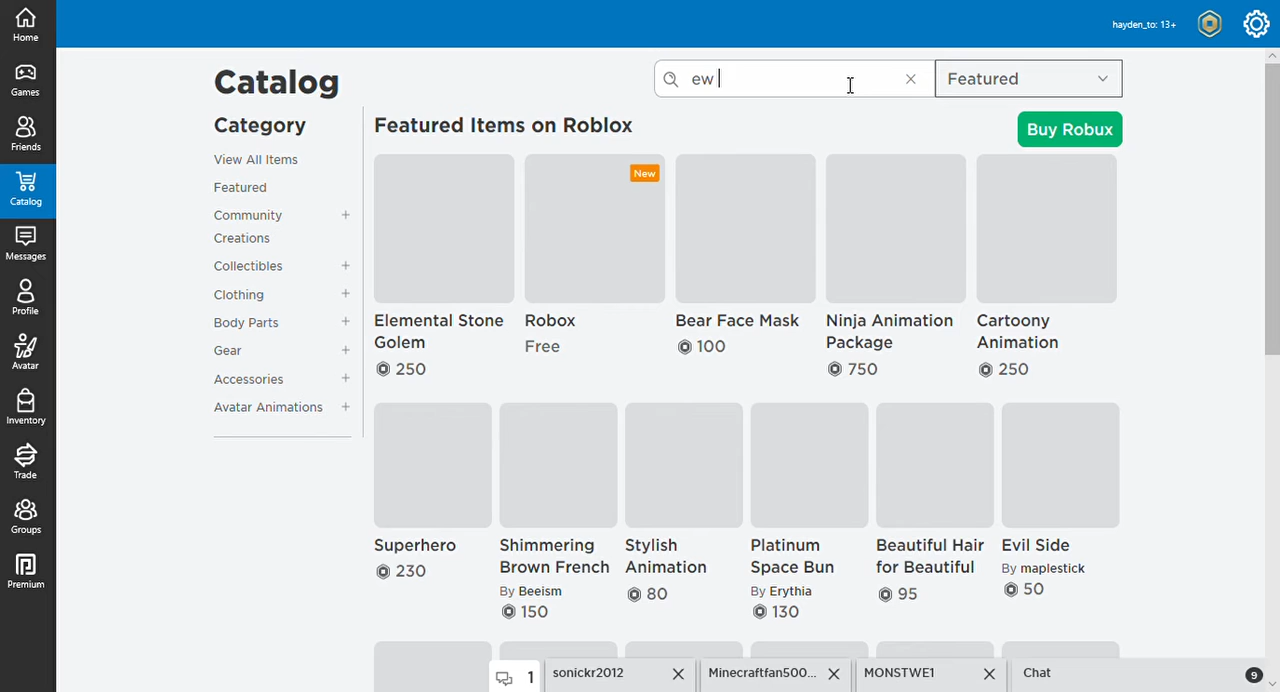 Home
Games
Friends
Catalog
Messages
Profile
Avatar
Inventory
Trade
Groups
Premium
hayden_to: 13+
Catalog
ew
Featured
Category
View All Items
Featured
Community +
Creations
Collectibles +
Clothing +
Body Parts +
Gear +
Accessories +
Avatar Animations +
Featured Items on Roblox
Buy Robux
New
Elemental Stone
Golem
250
Robox
Free
Bear Face Mask
100
Ninja Animation
Package
750
Cartoony
Animation
250
Superhero
230
Shimmering
Brown French
By Beeism
150
Stylish
Animation
80
Platinum
Space Bun
By Erythia
130
Beautiful Hair
for Beautiful
95
Evil Side
By maplestick
50
1
sonickr2012
Minecraftfan500...
MONSTWE1
Chat
9